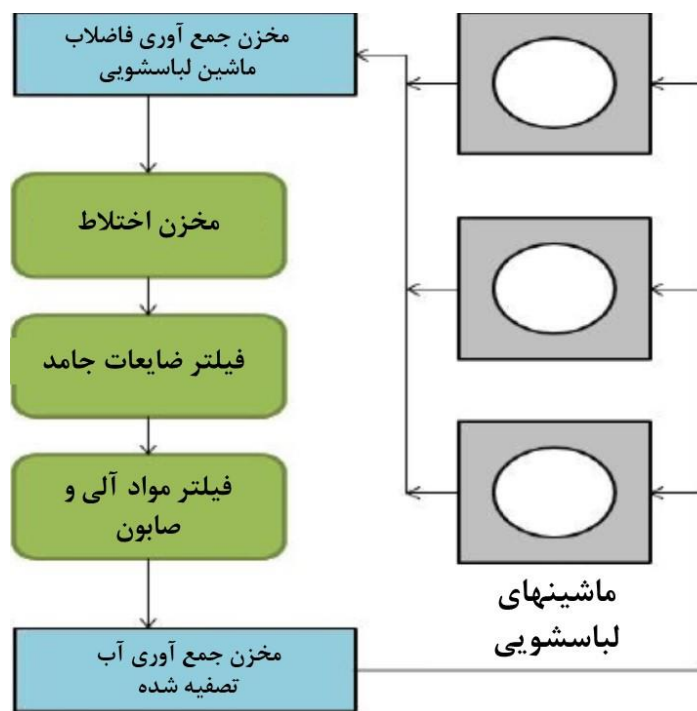 مخزن جمع آوری فاضلاب
ماشین لباسشویی
مخزن اختلاط
فیلتر ضایعات جامد
فیلتر مواد آلی و
صابون
مخزن جمع آوری آب
تصفیه شده
ماشینهای
لباسشویی